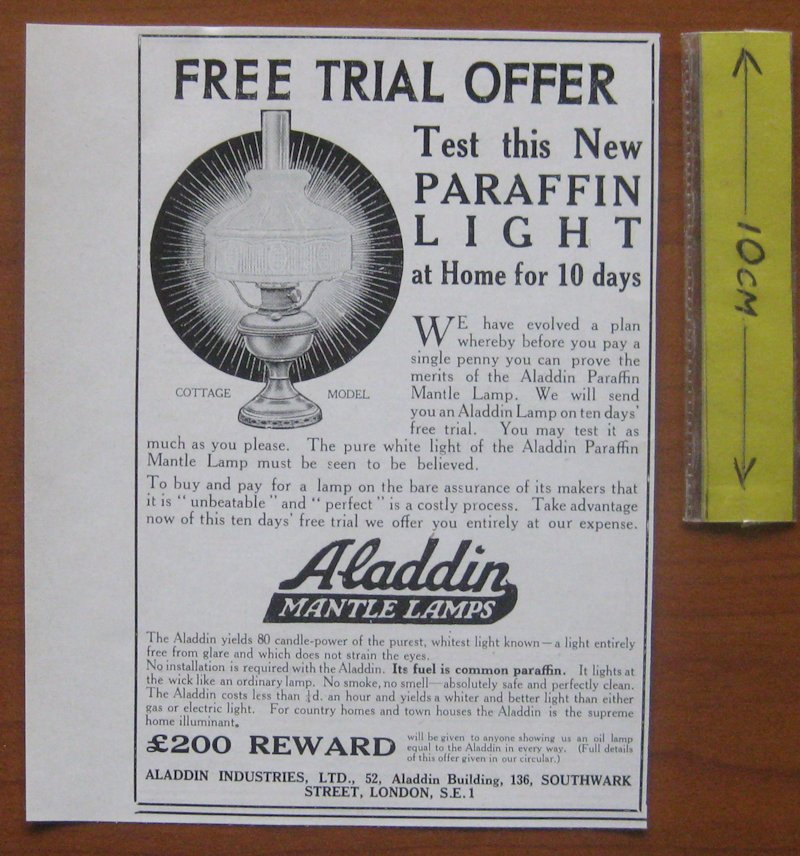 FREE TRIAL OFFER
Test this New
PARAFFIN
LIGHT
at Home for 10 days
COTTAGE MODEL
WE have evolved a plan
whereby before you pay a
single penny you can prove the
merits of the Aladdin Paraffin
Mantle Lamp. We will send
you an Aladdin Lamp on ten days'
free trial. You may test it as
much as you please. The pure white light of the Aladdin Paraffin
Mantle Lamp must be seen to be believed.
To buy and pay for a lamp on the bare assurance of its makers that
it is "unbeatable" and "perfect" is a costly process. Take advantage
now of this ten days' free trial we offer you entirely at our expense.
Aladdin
MANTLE LAMPS
The Aladdin yields 80 candle-power of the purest, whitest light known—a light entirely
free from glare and which does not strain the eyes.
No installation is required with the Aladdin. Its fuel is common paraffin. It lights at
the wick like an ordinary lamp. No smoke, no smell—absolutely safe and perfectly clean.
The Aladdin costs less than d. an hour and yields a whiter and better light than either
gas or electric light. For country homes and town houses the Aladdin is the supreme
home illuminant.
£200 REWARD
will be given to anyone showing us an oil lamp
equal to the Aladdin in every way. (Full details
of this offer given in our circular.)
ALADDIN INDUSTRIES, LTD., 52, Aladdin Building, 136, SOUTHWARK
STREET, LONDON, S.E.1
10CM